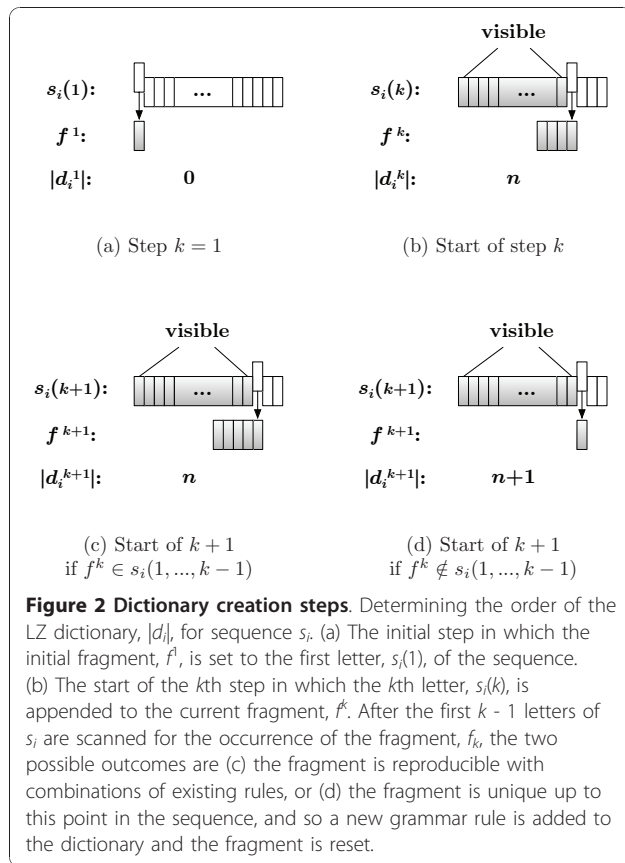 visible
s_i(1): ... s_i(k): ...
f^1: f^k:
|d_i^1|: 0 |d_i^k|: n
(a) Step k = 1 (b) Start of step k
visible visible
s_i(k+1): ... s_i(k+1): ...
f^{k+1}: f^{k+1}:
|d_i^{k+1}|: n |d_i^{k+1}|: n+1
(c) Start of k + 1 (d) Start of k + 1
if f^k ∈ s_i(1, ..., k − 1) if f^k ∉ s_i(1, ..., k − 1)
Figure 2 Dictionary creation steps. Determining the order of the
LZ dictionary, |d_i|, for sequence s_i. (a) The initial step in which the
initial fragment, f^1, is set to the first letter, s_i(1), of the sequence.
(b) The start of the kth step in which the kth letter, s_i(k), is
appended to the current fragment, f^k. After the first k - 1 letters of
s_i are scanned for the occurrence of the fragment, f_k, the two
possible outcomes are (c) the fragment is reproducible with
combinations of existing rules, or (d) the fragment is unique up to
this point in the sequence, and so a new grammar rule is added to
the dictionary and the fragment is reset.